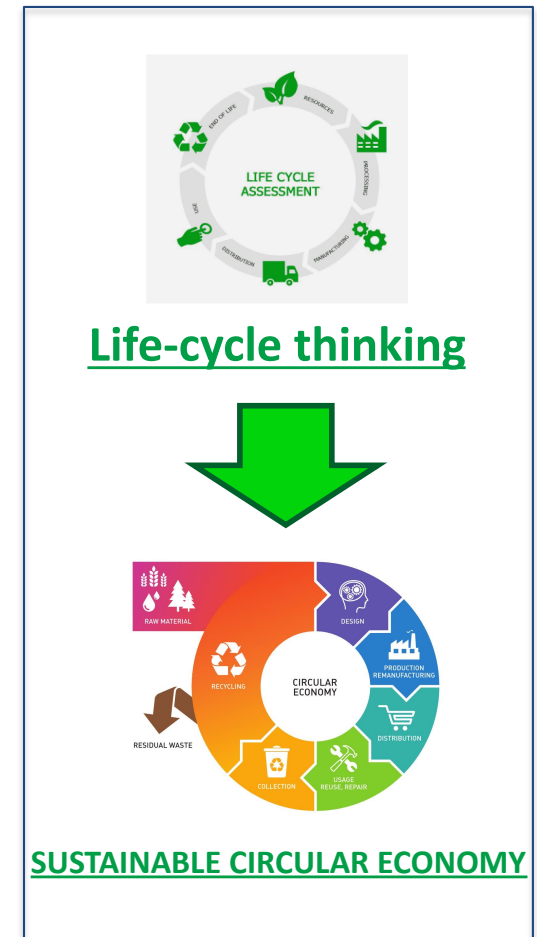 RESOURCES
END OF LIFE
LIFE CYCLE
ASSESSMENT
PROCESSING
USE
MANUFACTURING
DISTRIBUTION
Life-cycle thinking
RAW MATERIAL
DESIGN
PRODUCTION
REMANUFACTURING
RECYCLING
CIRCULAR
ECONOMY
DISTRIBUTION
RESIDUAL WASTE
COLLECTION
USAGE
REUSE, REPAIR
SUSTAINABLE CIRCULAR ECONOMY